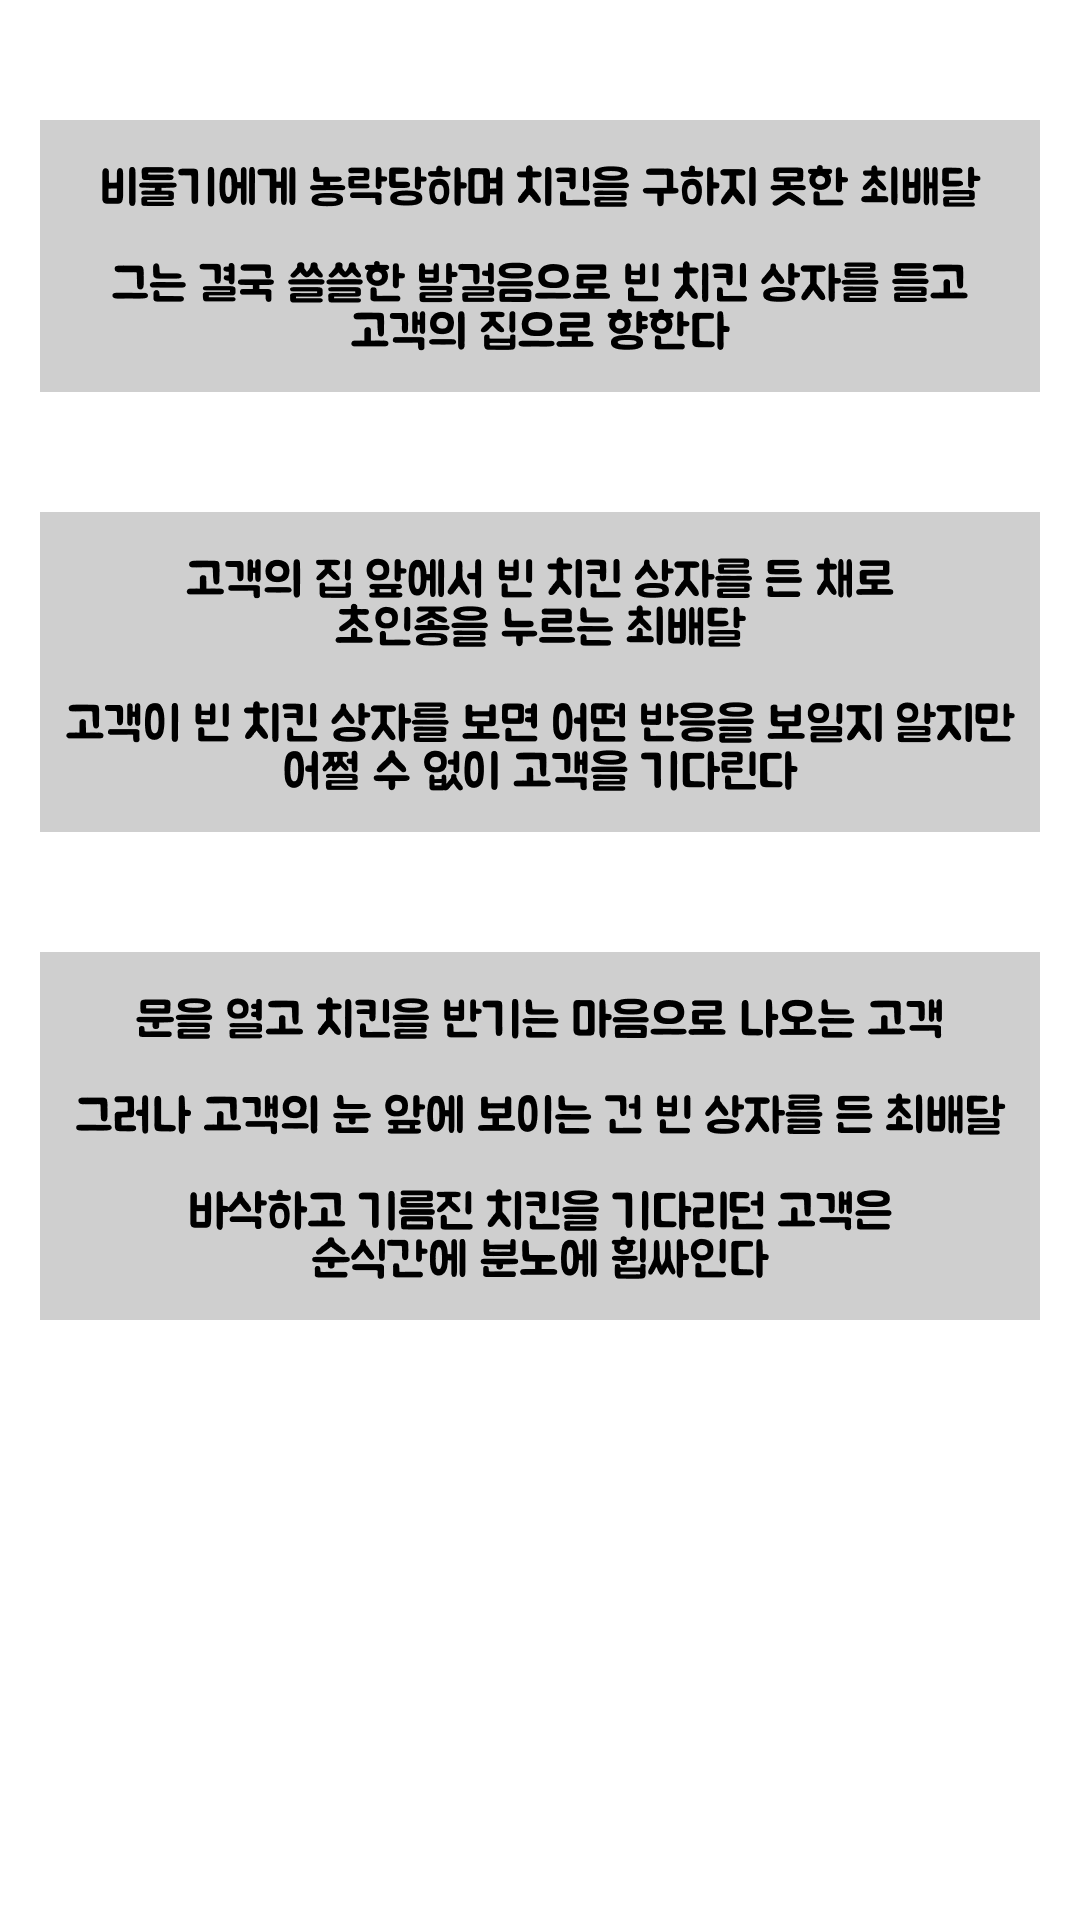 비둘기에게 농락당하며 치킨을 구하지 못한 최배달
그는 결국 쓸쓸한 발걸음으로 빈 치킨 상자를 들고
고객의 집으로 향한다
고객의 집 앞에서 빈 치킨 상자를 든 채로
초인종을 누르는 최배달
고객이 빈 치킨 상자를 보면 어떤 반응을 보일지 알지만
어쩔 수 없이 고객을 기다린다
문을 열고 치킨을 반기는 마음으로 나오는 고객
그러나 고객의 눈 앞에 보이는 건 빈 상자를 든 최배달
바삭하고 기름진 치킨을 기다리던 고객은
순식간에 분노에 휩싸인다